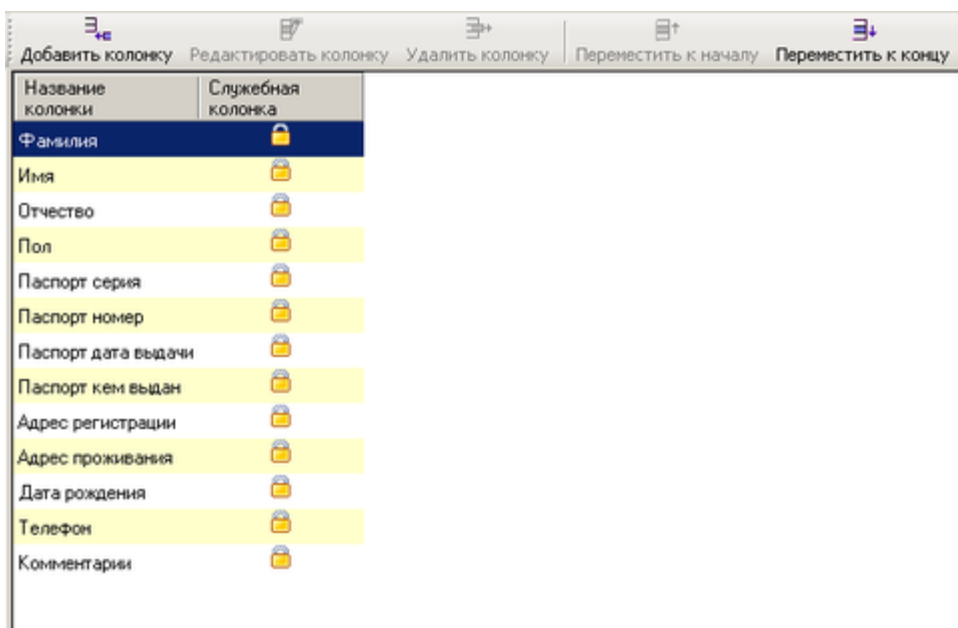 Добавить колонку Редактировать колонку Удалить колонку Переместить к началу Переместить к концу
Название колонки Служебная колонка
Фамилия
Имя
Отчество
Пол
Паспорт серия
Паспорт номер
Паспорт дата выдачи
Паспорт кем выдан
Адрес регистрации
Адрес проживания
Дата рождения
Телефон
Комментарии